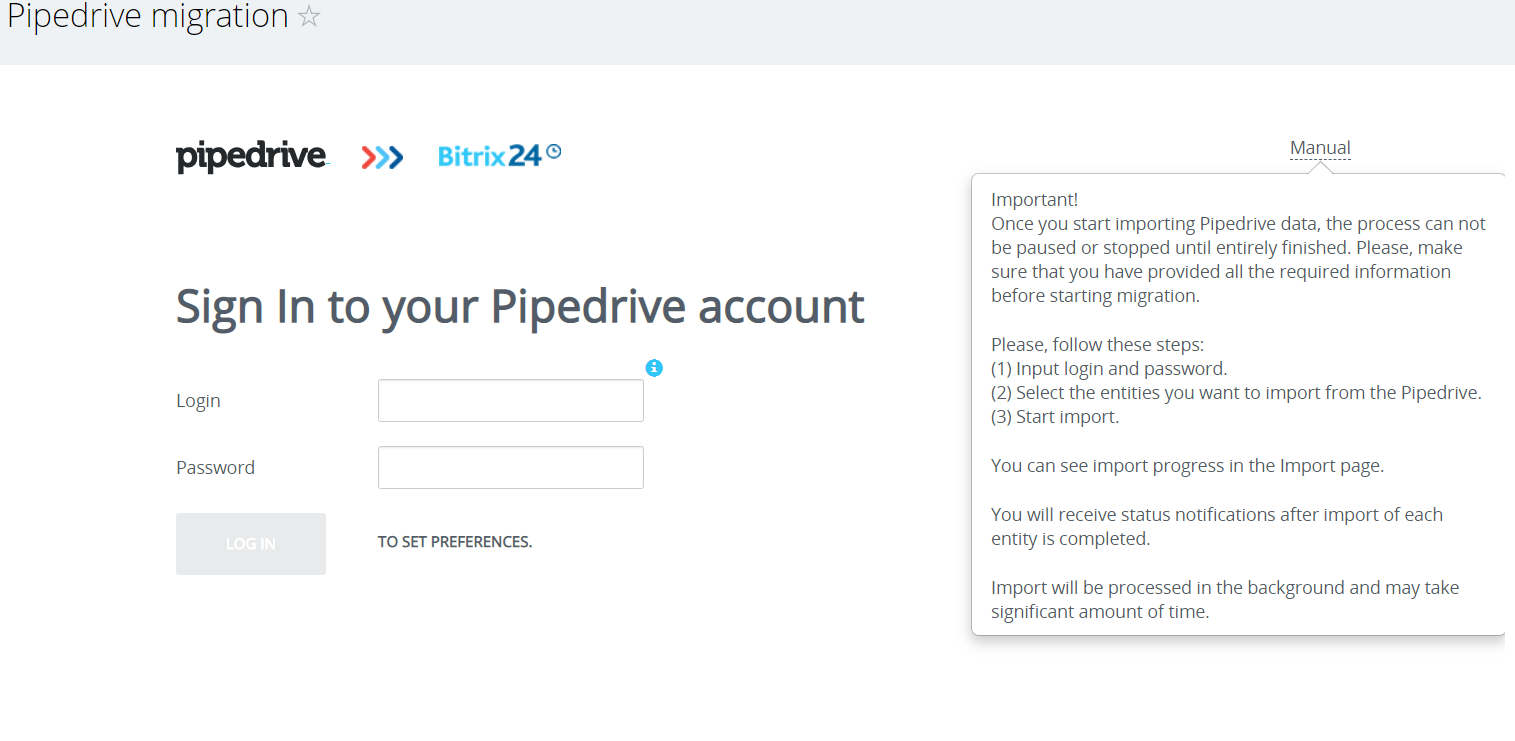 Pipedrive migration
pipedrive
Bitrix24
Manual
Important!
Once you start importing Pipedrive data, the process can not
be paused or stopped until entirely finished. Please, make
sure that you have provided all the required information
before starting migration.
Please, follow these steps:
(1) Input login and password.
(2) Select the entities you want to import from the Pipedrive.
(3) Start import.
You can see import progress in the Import page.
You will receive status notifications after import of each
entity is completed.
Import will be processed in the background and may take
significant amount of time.
Sign In to your Pipedrive account
Login
Password
LOG IN
TO SET PREFERENCES.